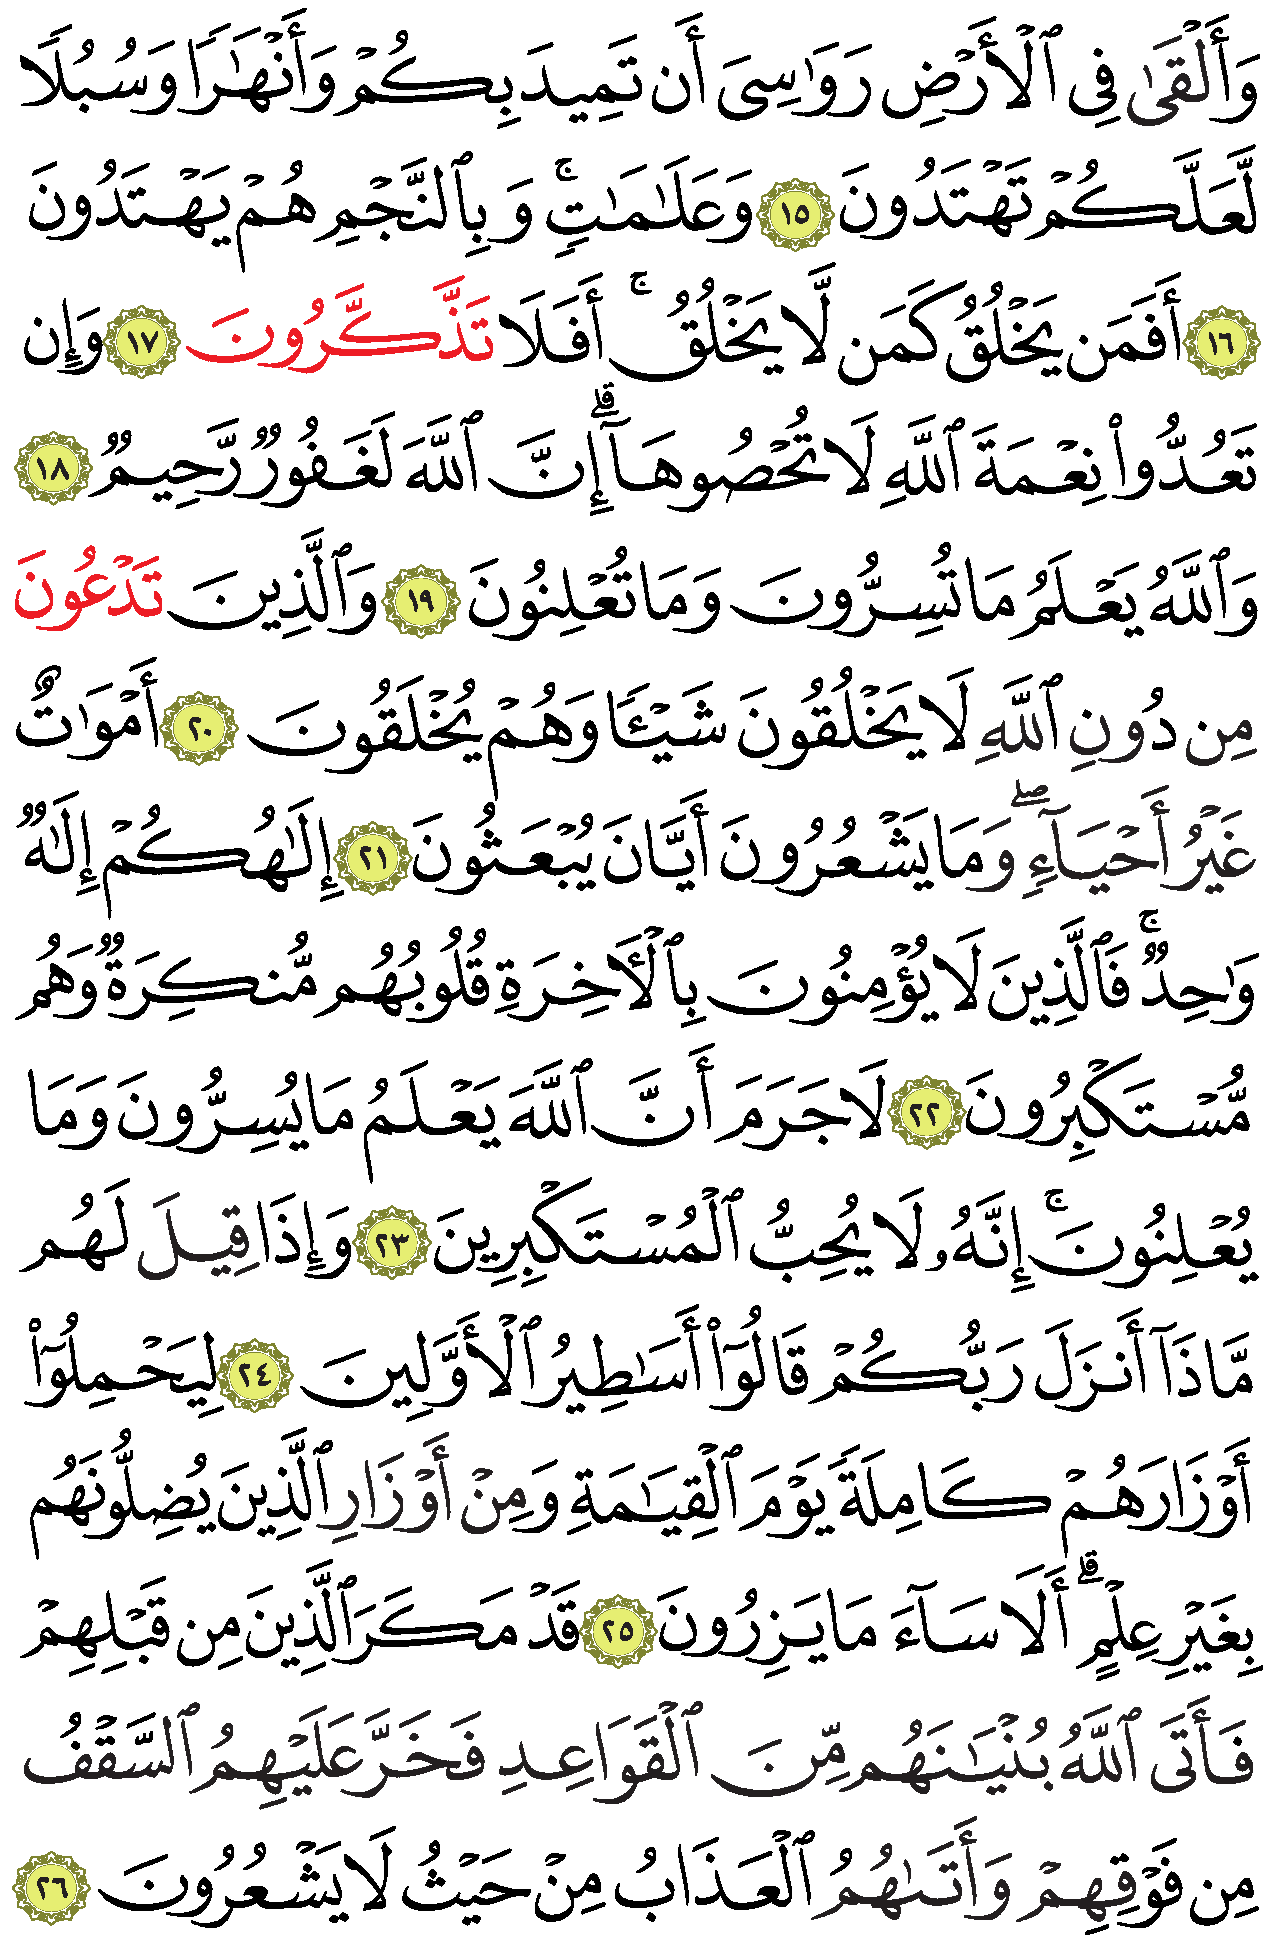 وَأَلْقَىٰ فِى ٱلْأَرْضِ رَوَٰسِىَ أَن تَمِيدَ بِكُمْ وَأَنْهَٰرًا وَسُبُلًا
لَّعَلَّكُمْ تَهْتَدُونَ ١٥ وَعَلَٰمَٰتٍ ۚ وَبِٱلنَّجْمِ هُمْ يَهْتَدُونَ
١٦ أَفَمَن يَخْلُقُ كَمَن لَّا يَخْلُقُ ۚ أَفَلَا تَذَّكَّرُونَ ١٧ وَإِن
تَعُدُّوا۟ نِعْمَةَ ٱللَّهِ لَا تُحْصُوهَآ ۗ إِنَّ ٱللَّهَ لَغَفُورٌ رَّحِيمٌ ١٨
وَٱللَّهُ يَعْلَمُ مَا تُسِرُّونَ وَمَا تُعْلِنُونَ ١٩ وَٱلَّذِينَ تَدْعُونَ
مِن دُونِ ٱللَّهِ لَا يَخْلُقُونَ شَيْـًٔا وَهُمْ يُخْلَقُونَ ٢٠ أَمْوَٰتٌ
غَيْرُ أَحْيَآءٍ ۖ وَمَا يَشْعُرُونَ أَيَّانَ يُبْعَثُونَ ٢١ إِلَٰهُكُمْ إِلَٰهٌ
وَٰحِدٌ ۚ فَٱلَّذِينَ لَا يُؤْمِنُونَ بِٱلْـَٔاخِرَةِ قُلُوبُهُم مُّنكِرَةٌ وَهُم
مُّسْتَكْبِرُونَ ٢٢ لَا جَرَمَ أَنَّ ٱللَّهَ يَعْلَمُ مَا يُسِرُّونَ وَمَا
يُعْلِنُونَ ۚ إِنَّهُۥ لَا يُحِبُّ ٱلْمُسْتَكْبِرِينَ ٢٣ وَإِذَا قِيلَ لَهُم
مَّاذَآ أَنزَلَ رَبُّكُمْ قَالُوٓا۟ أَسَٰطِيرُ ٱلْأَوَّلِينَ ٢٤ لِيَحْمِلُوٓا۟
أَوْزَارَهُمْ كَامِلَةً يَوْمَ ٱلْقِيَٰمَةِ وَمِنْ أَوْزَارِ ٱلَّذِينَ يُضِلُّونَهُم
بِغَيْرِ عِلْمٍ ۗ أَلَا سَآءَ مَا يَزِرُونَ ٢٥ قَدْ مَكَرَ ٱلَّذِينَ مِن قَبْلِهِمْ
فَأَتَى ٱللَّهُ بُنْيَٰنَهُم مِّنَ ٱلْقَوَاعِدِ فَخَرَّ عَلَيْهِمُ ٱلسَّقْفُ
مِن فَوْقِهِمْ وَأَتَىٰهُمُ ٱلْعَذَابُ مِنْ حَيْثُ لَا يَشْعُرُونَ ٢٦